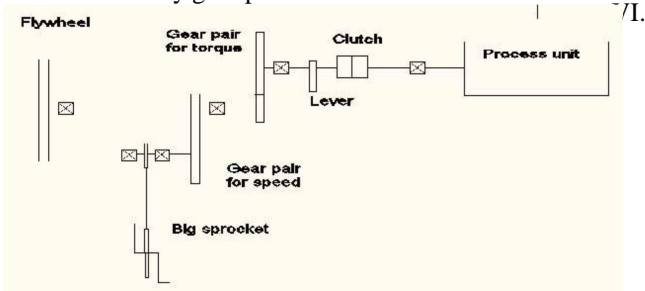 /I.
Flywheel
Gear pair
for torque
Clutch
Process unit
Lever
Gear pair
for speed
Big sprocket